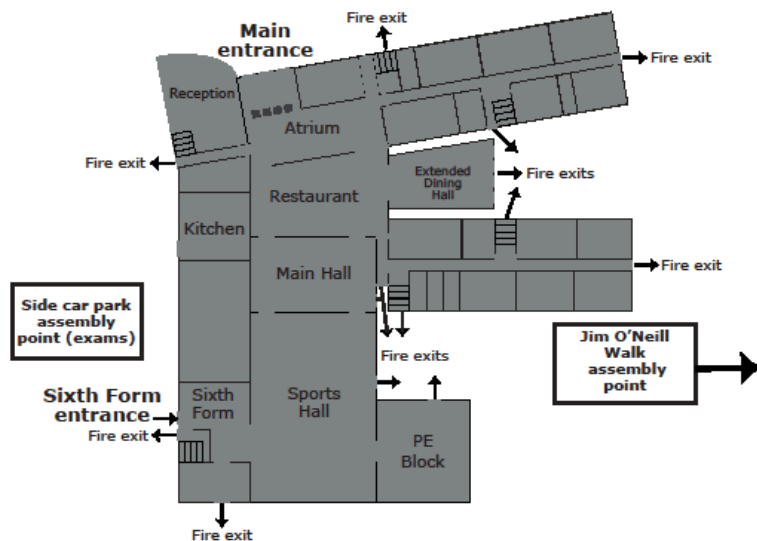 Fire exit
Main
entrance
Fire exit
Reception
Atrium
Fire exit
Extended
Dining
Hall
Fire exits
Restaurant
Kitchen
Main Hall
Fire exit
Side car park
assembly
point (exams)
Jim O'Neill
Walk
assembly
point
Fire exits
Sixth Form
entrance
Sixth
Form
Sports
Hall
Fire exit
PE
Block
Fire exit